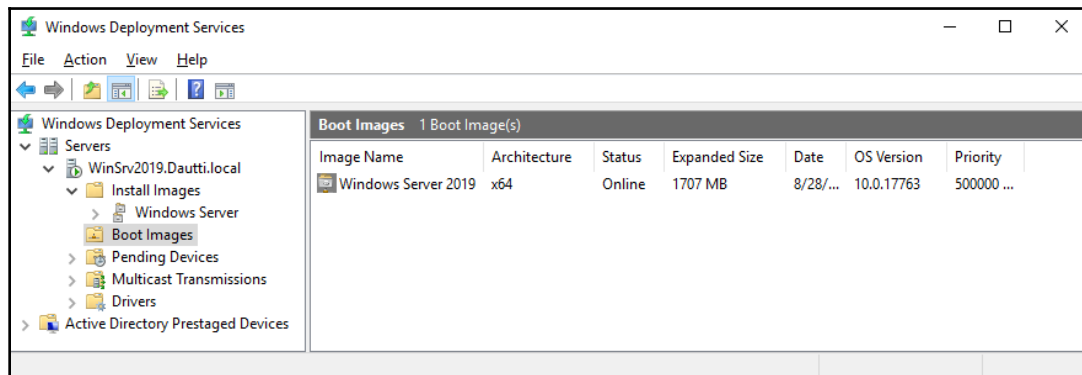 Windows Deployment Services
File Action View Help
Windows Deployment Services
Servers
WinSrv2019.Dautti.local
Install Images
Windows Server
Boot Images
Pending Devices
Multicast Transmissions
Drivers
Active Directory Prestaged Devices
Boot Images 1 Boot Image(s)
Image Name Architecture Status Expanded Size Date OS Version Priority
Windows Server 2019 x64 Online 1707 MB 8/28/... 10.0.17763 500000 ...